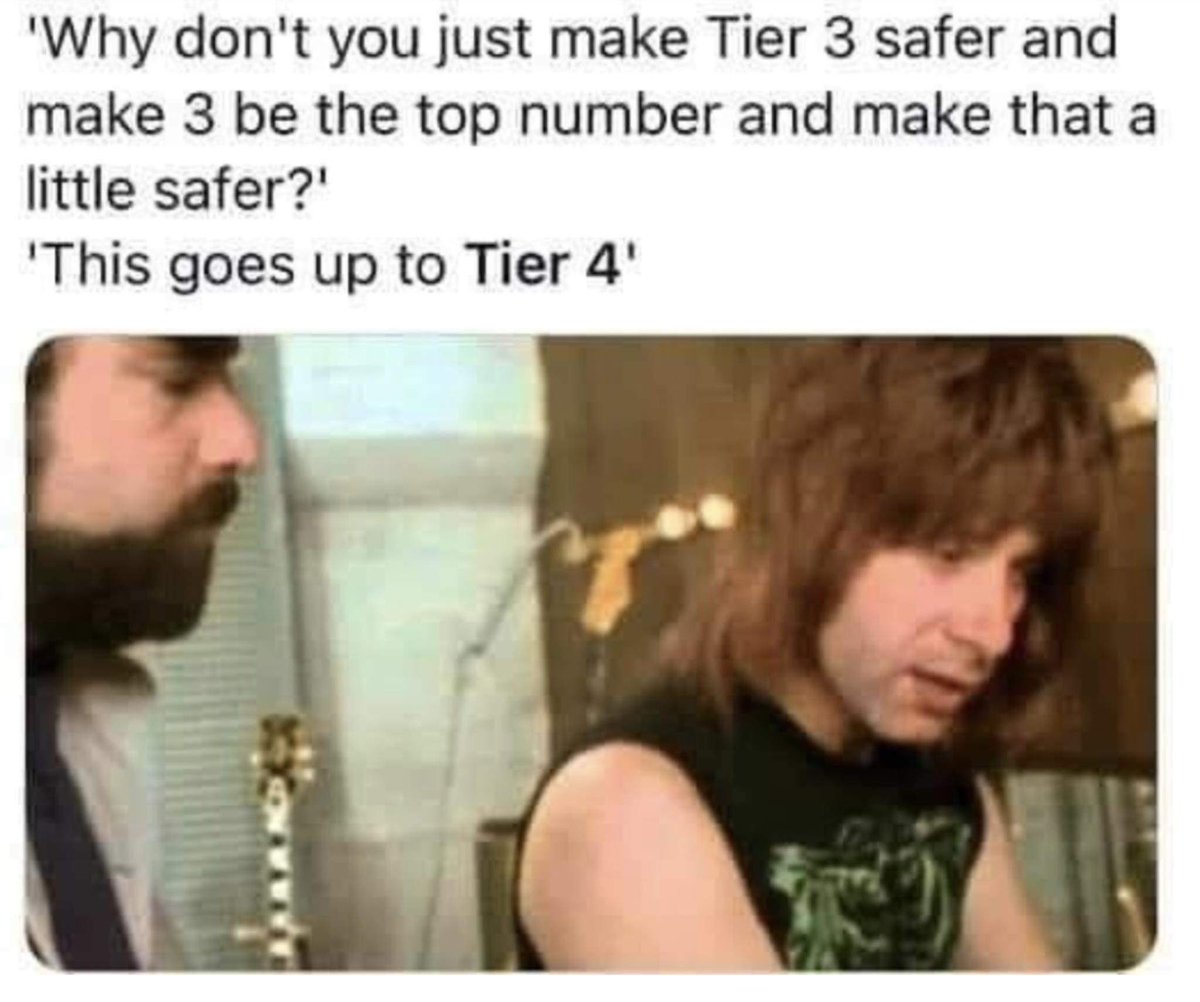 'Why don't you just make Tier 3 safer and
make 3 be the top number and make that a
little safer?'
'This goes up to Tier 4'